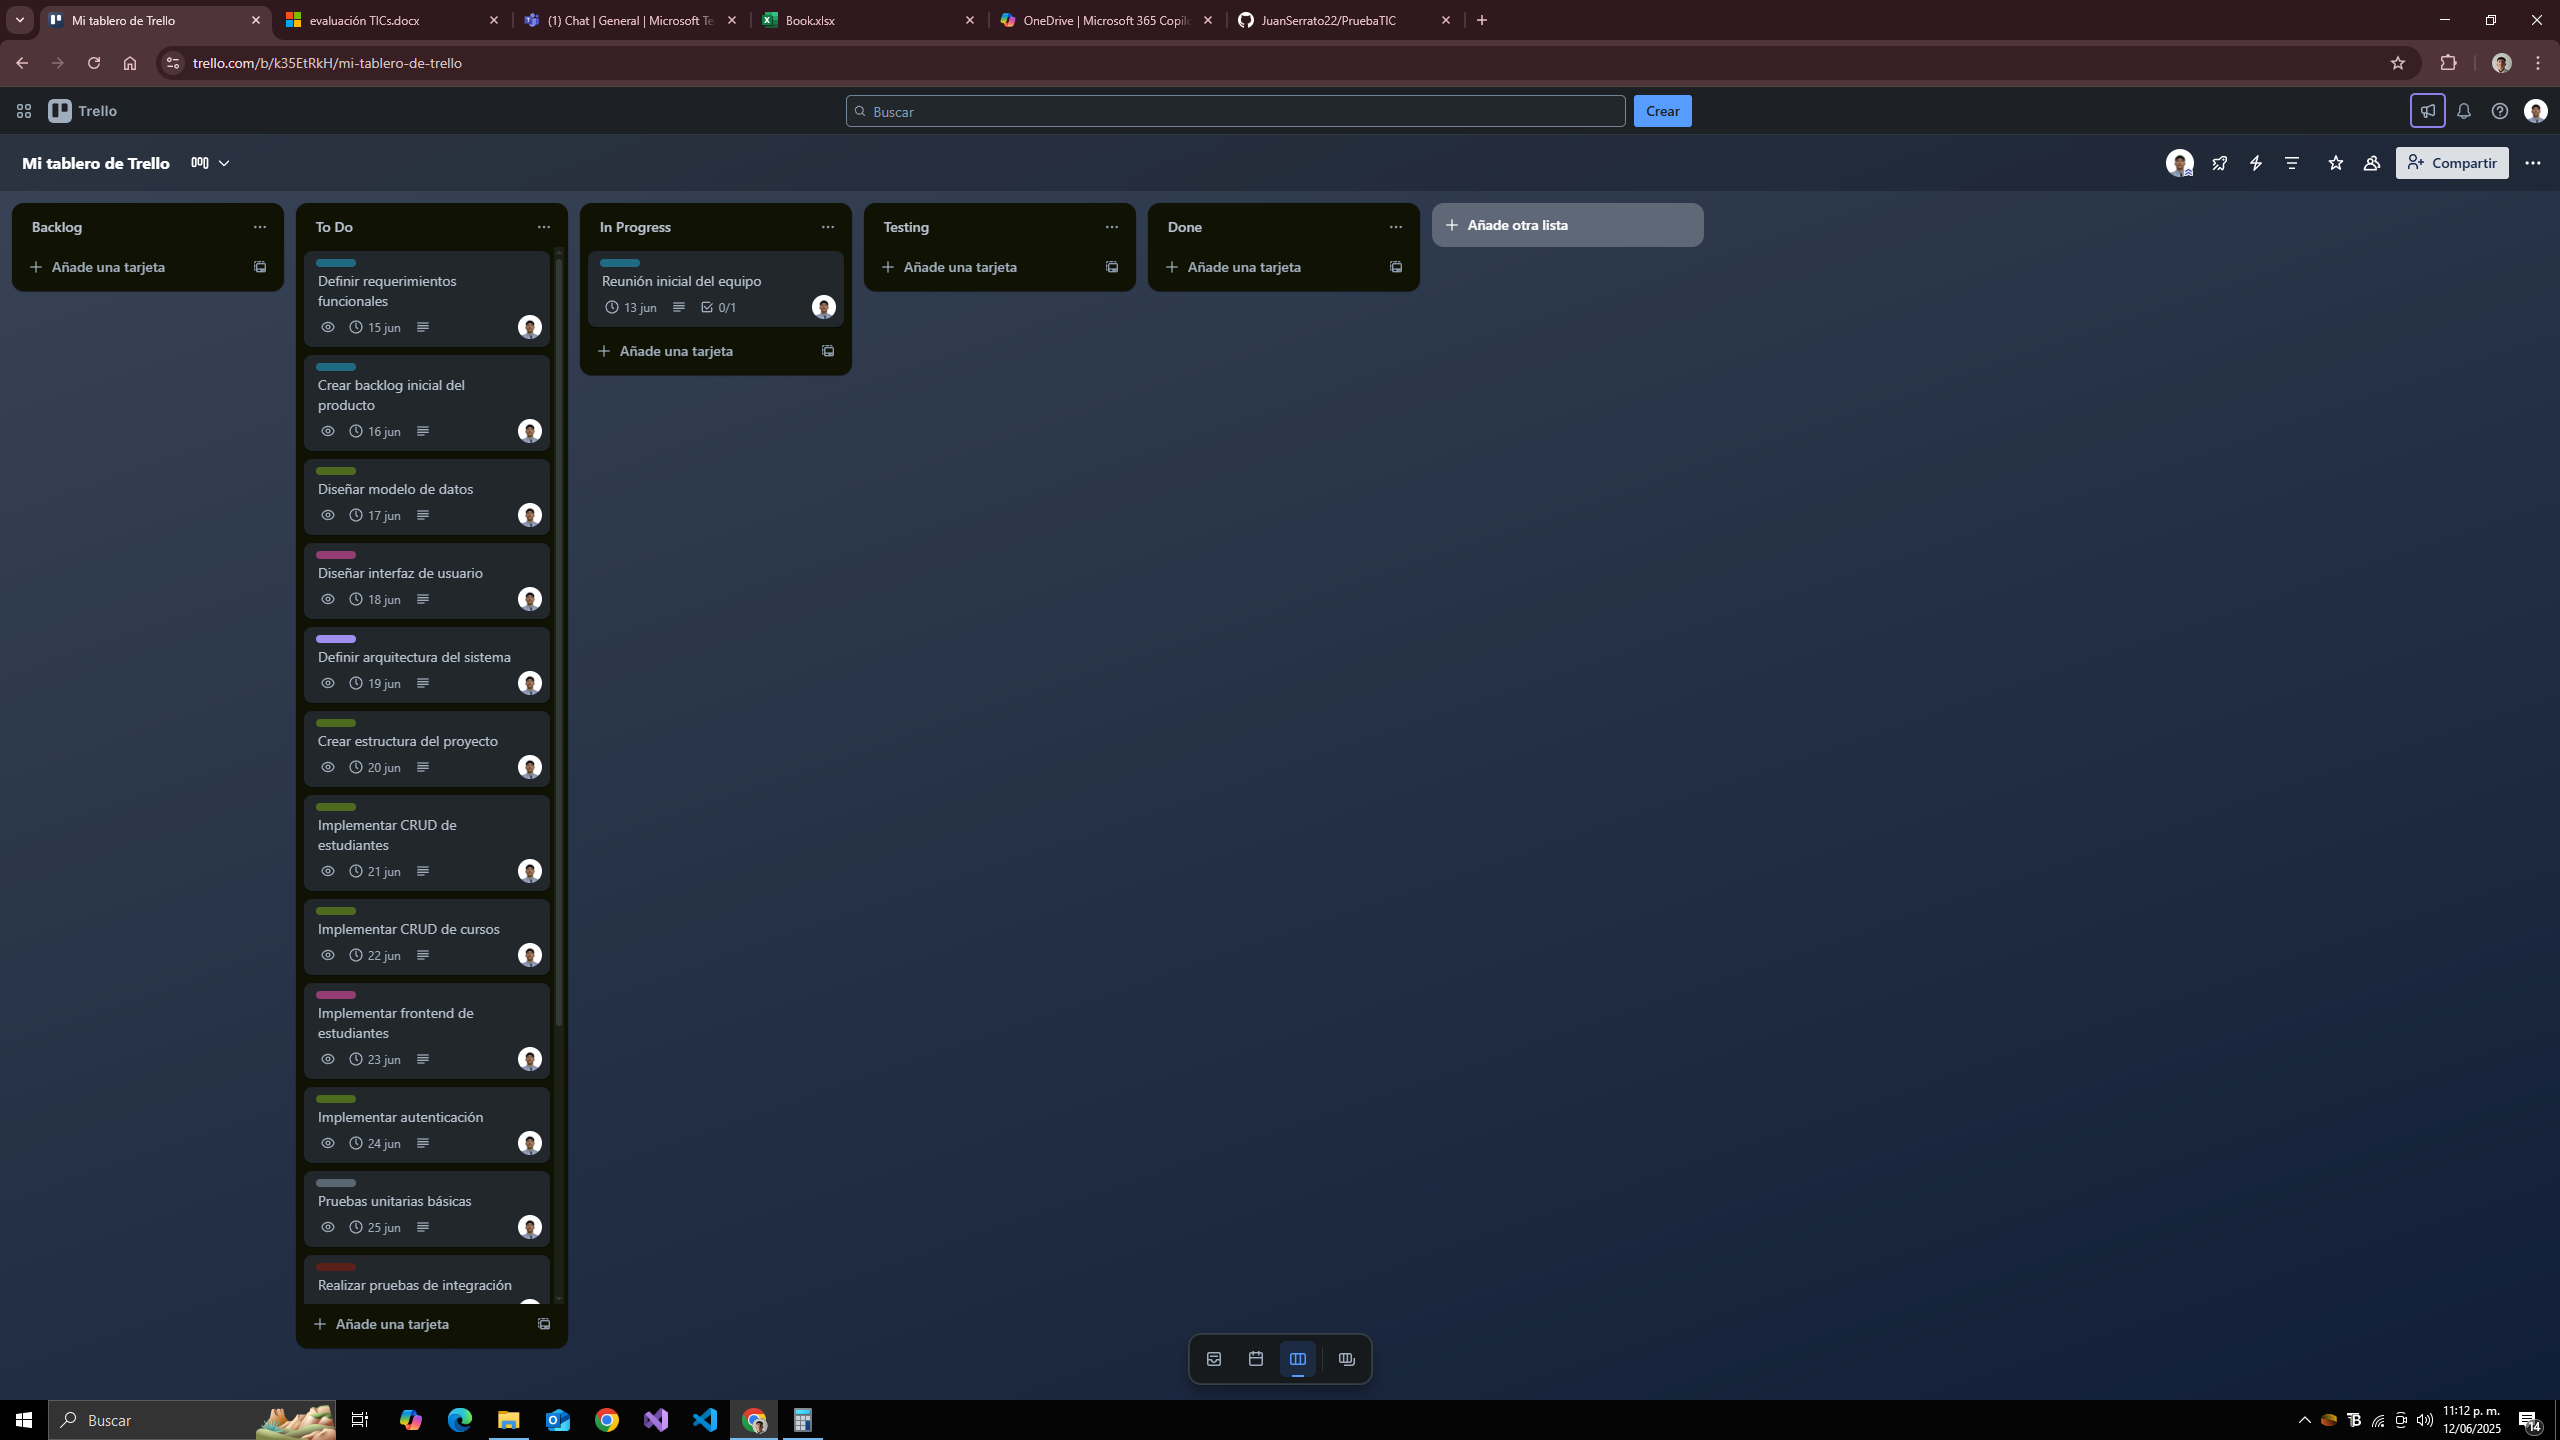 Mi tablero de Trello
evaluación TICs.docx
(1) Chat | General | Microsoft Te
Book.xlsx
OneDrive | Microsoft 365 Copil
JuanSerrato22/PruebaTIC
trello.com/b/k35EtRkH/mi-tablero-de-trello
Trello
Buscar
Crear
Mi tablero de Trello
Compartir
Backlog
Añade una tarjeta
To Do
Definir requerimientos
funcionales
15 jun
Crear backlog inicial del
producto
16 jun
Diseñar modelo de datos
17 jun
Diseñar interfaz de usuario
18 jun
Definir arquitectura del sistema
19 jun
Crear estructura del proyecto
20 jun
Implementar CRUD de
estudiantes
21 jun
Implementar CRUD de cursos
22 jun
Implementar frontend de
estudiantes
23 jun
Implementar autenticación
24 jun
Pruebas unitarias básicas
25 jun
Realizar pruebas de integración
Añade una tarjeta
In Progress
Reunión inicial del equipo
13 jun
0/1
Añade una tarjeta
Testing
Añade una tarjeta
Done
Añade una tarjeta
Añade otra lista
Buscar
11:12 p. m.
12/06/2025
14